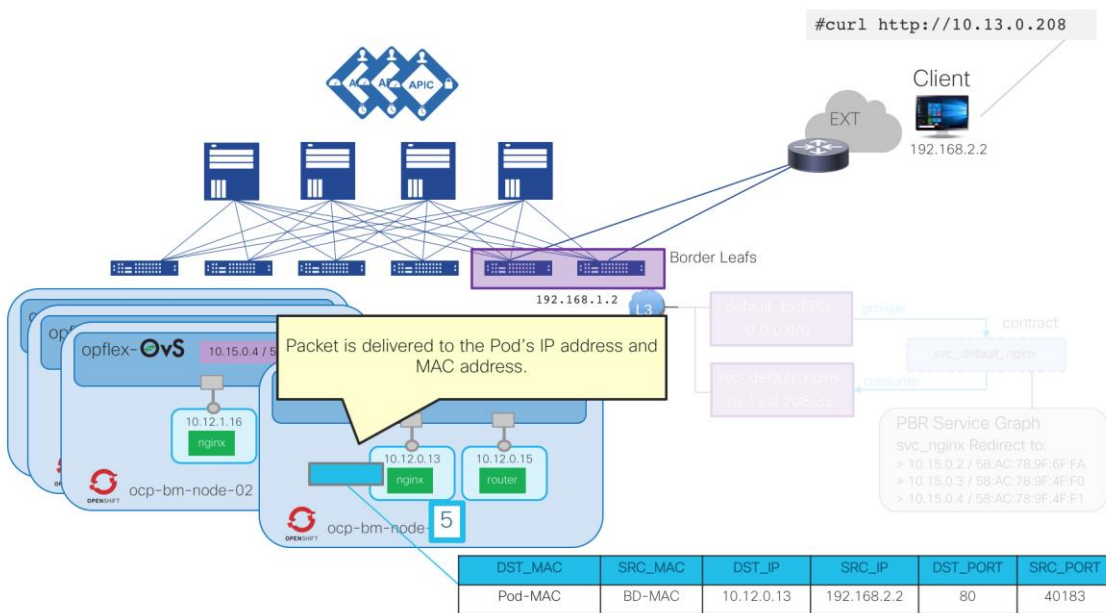 #curl http://10.13.0.208
Client
APIC
EXT
192.168.2.2
Border Leafs
192.168.1.2
L3
default_ExtEPG
0.0.0.0/0
provide
contract
svc_default_nginx
svc_default_nginx
10.13.0.208/32
consume
PBR Service Graph
svc_nginx Redirect to:
> 10.15.0.2 / 58:AC:78:9F:6F:FA
> 10.15.0.3 / 58:AC:78:9F:4F:F0
> 10.15.0.4 / 58:AC:78:9F:4F:F1
opflex-OvS
10.15.0.4 / 5
Packet is delivered to the Pod's IP address and
MAC address.
10.12.1.16
nginx
OPENSHIFT
ocp-bm-node-02
10.12.0.13
nginx
10.12.0.15
router
OPENSHIFT
ocp-bm-node-
5
DST_MAC SRC_MAC DST_IP SRC_IP DST_PORT SRC_PORT
Pod-MAC BD-MAC 10.12.0.13 192.168.2.2 80 40183